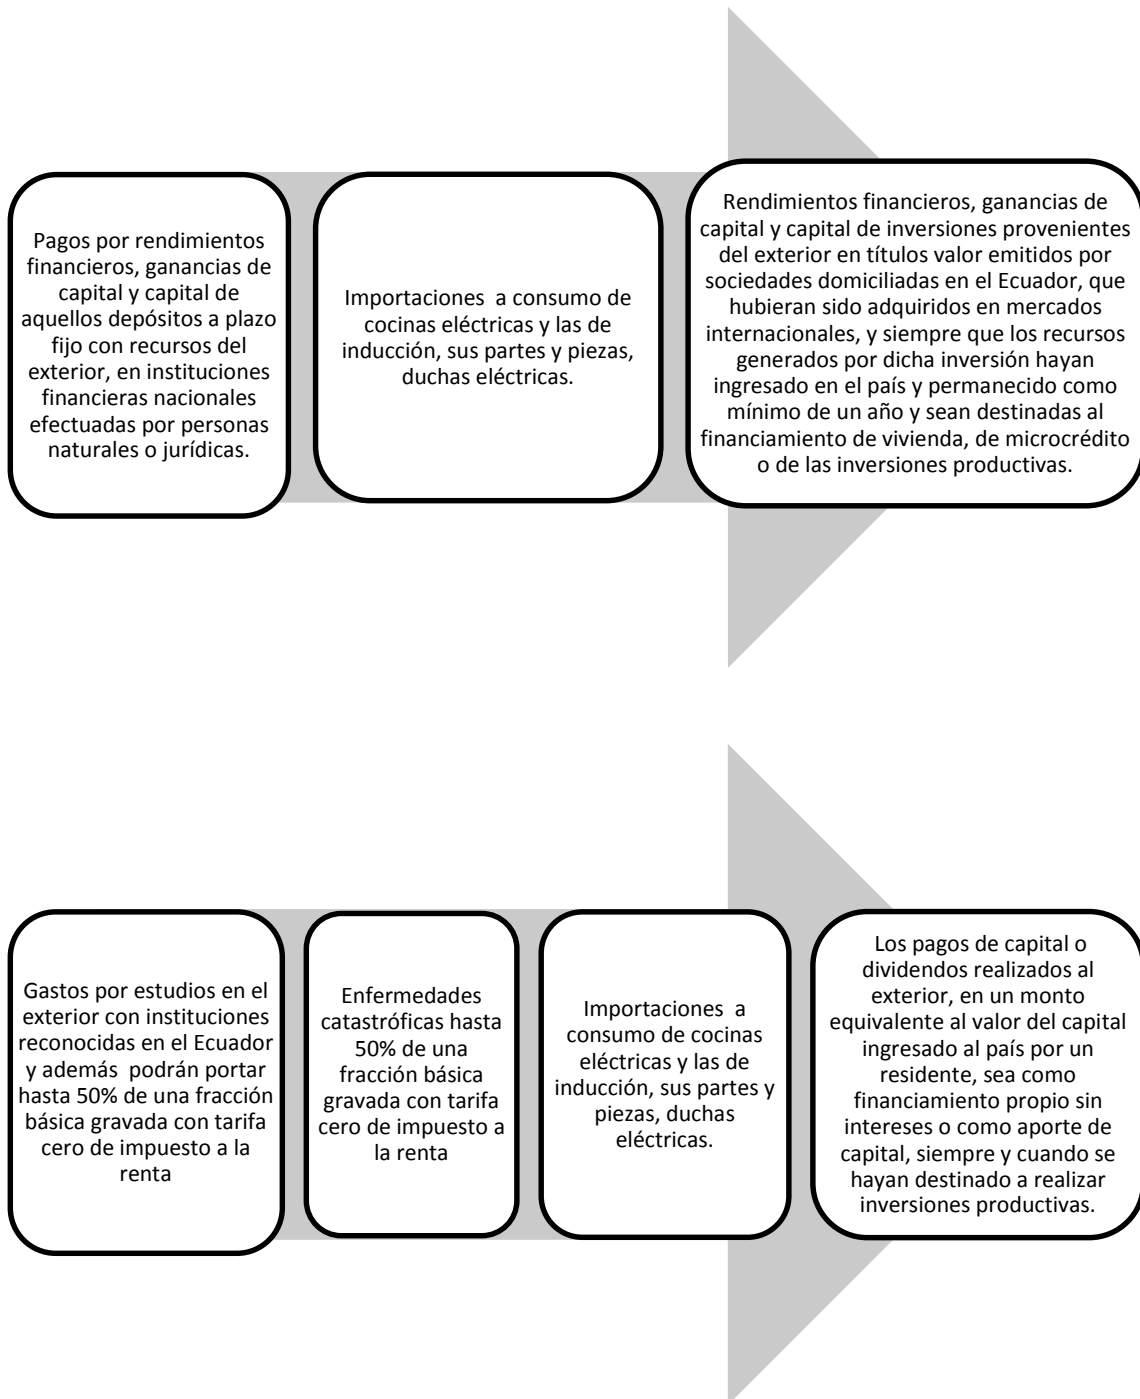 Pagos por rendimientos
financieros, ganancias de
capital y capital de
aquellos depósitos a plazo
fijo con recursos del
exterior, en instituciones
financieras nacionales
efectuadas por personas
naturales o jurídicas.
Importaciones  a consumo de
cocinas eléctricas y las de
inducción, sus partes y piezas,
duchas eléctricas.
Rendimientos financieros, ganancias de
capital y capital de inversiones provenientes
del exterior en títulos valor emitidos por
sociedades domiciliadas en el Ecuador, que
hubieran sido adquiridos en mercados
internacionales, y siempre que los recursos
generados por dicha inversión hayan
ingresado en el país y permanecido como
mínimo de un año y sean destinadas al
financiamiento de vivienda, de microcrédito
o de las inversiones productivas.
Gastos por estudios en el
exterior con instituciones
reconocidas en el Ecuador
y además  podrán portar
hasta 50% de una fracción
básica gravada con tarifa
cero de impuesto a la
renta
Enfermedades
catastróficas hasta
50% de una
fracción básica
gravada con tarifa
cero de impuesto a
la renta
Importaciones  a
consumo de cocinas
eléctricas y las de
inducción, sus partes y
piezas, duchas
eléctricas.
Los pagos de capital o
dividendos realizados al
exterior, en un monto
equivalente al valor del capital
ingresado al país por un
residente, sea como
financiamiento propio sin
intereses o como aporte de
capital, siempre y cuando se
hayan destinado a realizar
inversiones productivas.